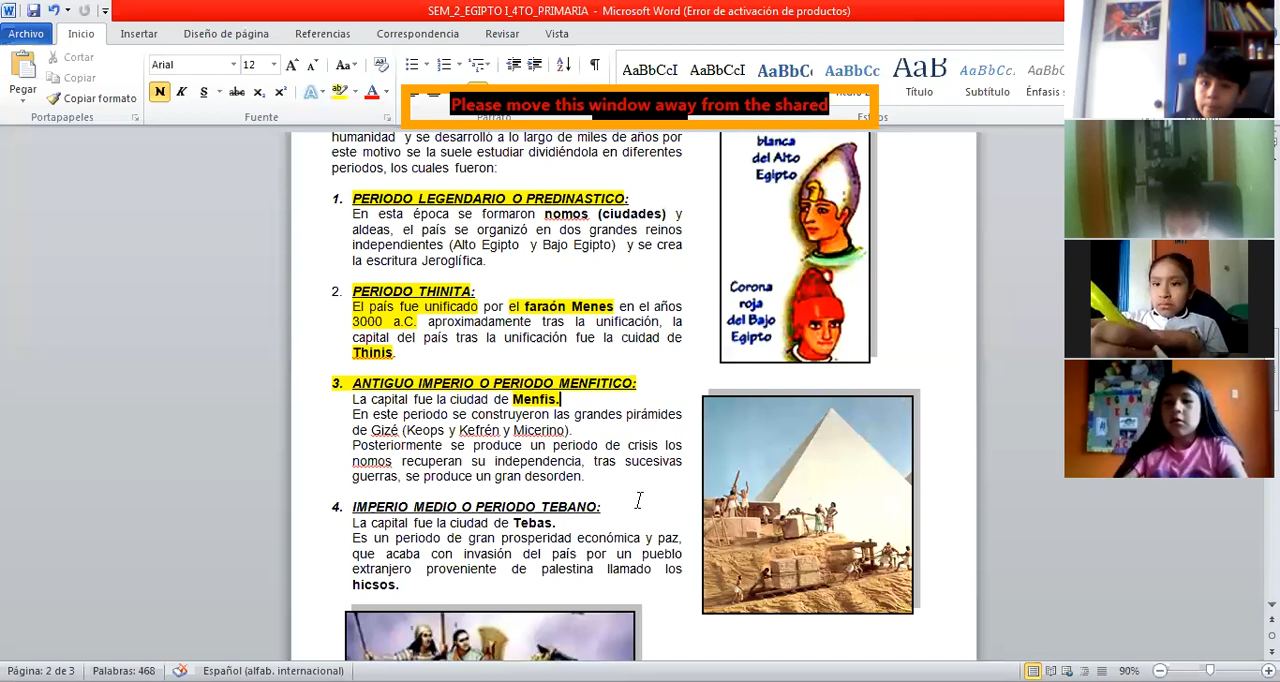 SEM_2_EGIPTO I_4TO_PRIMARIA - Microsoft Word (Error de activación de productos)
Archivo Inicio Insertar Diseño de página Referencias Correspondencia Revisar Vista
Cortar
Copiar
Pegar
Copiar formato
Arial 12
AaBbCcI AaBbCcI AaBbCc AaBbCc AaB AaBbCc.
Título Subtítulo Énfasis
Please move this window away from the shared
Portapapeles Fuente Párrafo Estilos
humanidad y se desarrolló a lo largo de miles de años por
este motivo se la suele estudiar dividiéndola en diferentes
periodos, los cuales fueron:
1. PERIODO LEGENDARIO O PREDINASTICO:
En esta época se formaron nomos (ciudades) y
aldeas, el país se organizó en dos grandes reinos
independientes (Alto Egipto y Bajo Egipto) y se crea
la escritura Jeroglífica.
2. PERIODO THINITA:
El país fue unificado por el faraón Menes en el años
3000 a.C. aproximadamente tras la unificación, la
capital del país tras la unificación fue la cuidad de
Thinis.
3. ANTIGUO IMPERIO O PERIODO MENFITICO:
La capital fue la ciudad de Menfis.
En este periodo se construyeron las grandes pirámides
de Gizé (Keops y Kefrén y Micerino).
Posteriormente se produce un periodo de crisis los
nomos recuperan su independencia, tras sucesivas
guerras, se produce un gran desorden.
4. IMPERIO MEDIO O PERIODO TEBANO:
La capital fue la ciudad de Tebas.
Es un periodo de gran prosperidad económica y paz,
que acaba con invasión del país por un pueblo
extranjero proveniente de palestina llamado los
hicsos.
blanca
del Alto
Egipto
Corona
roja
del Bajo
Egipto
Página: 2 de 3 Palabras: 468 Español (alfab. internacional) 90%